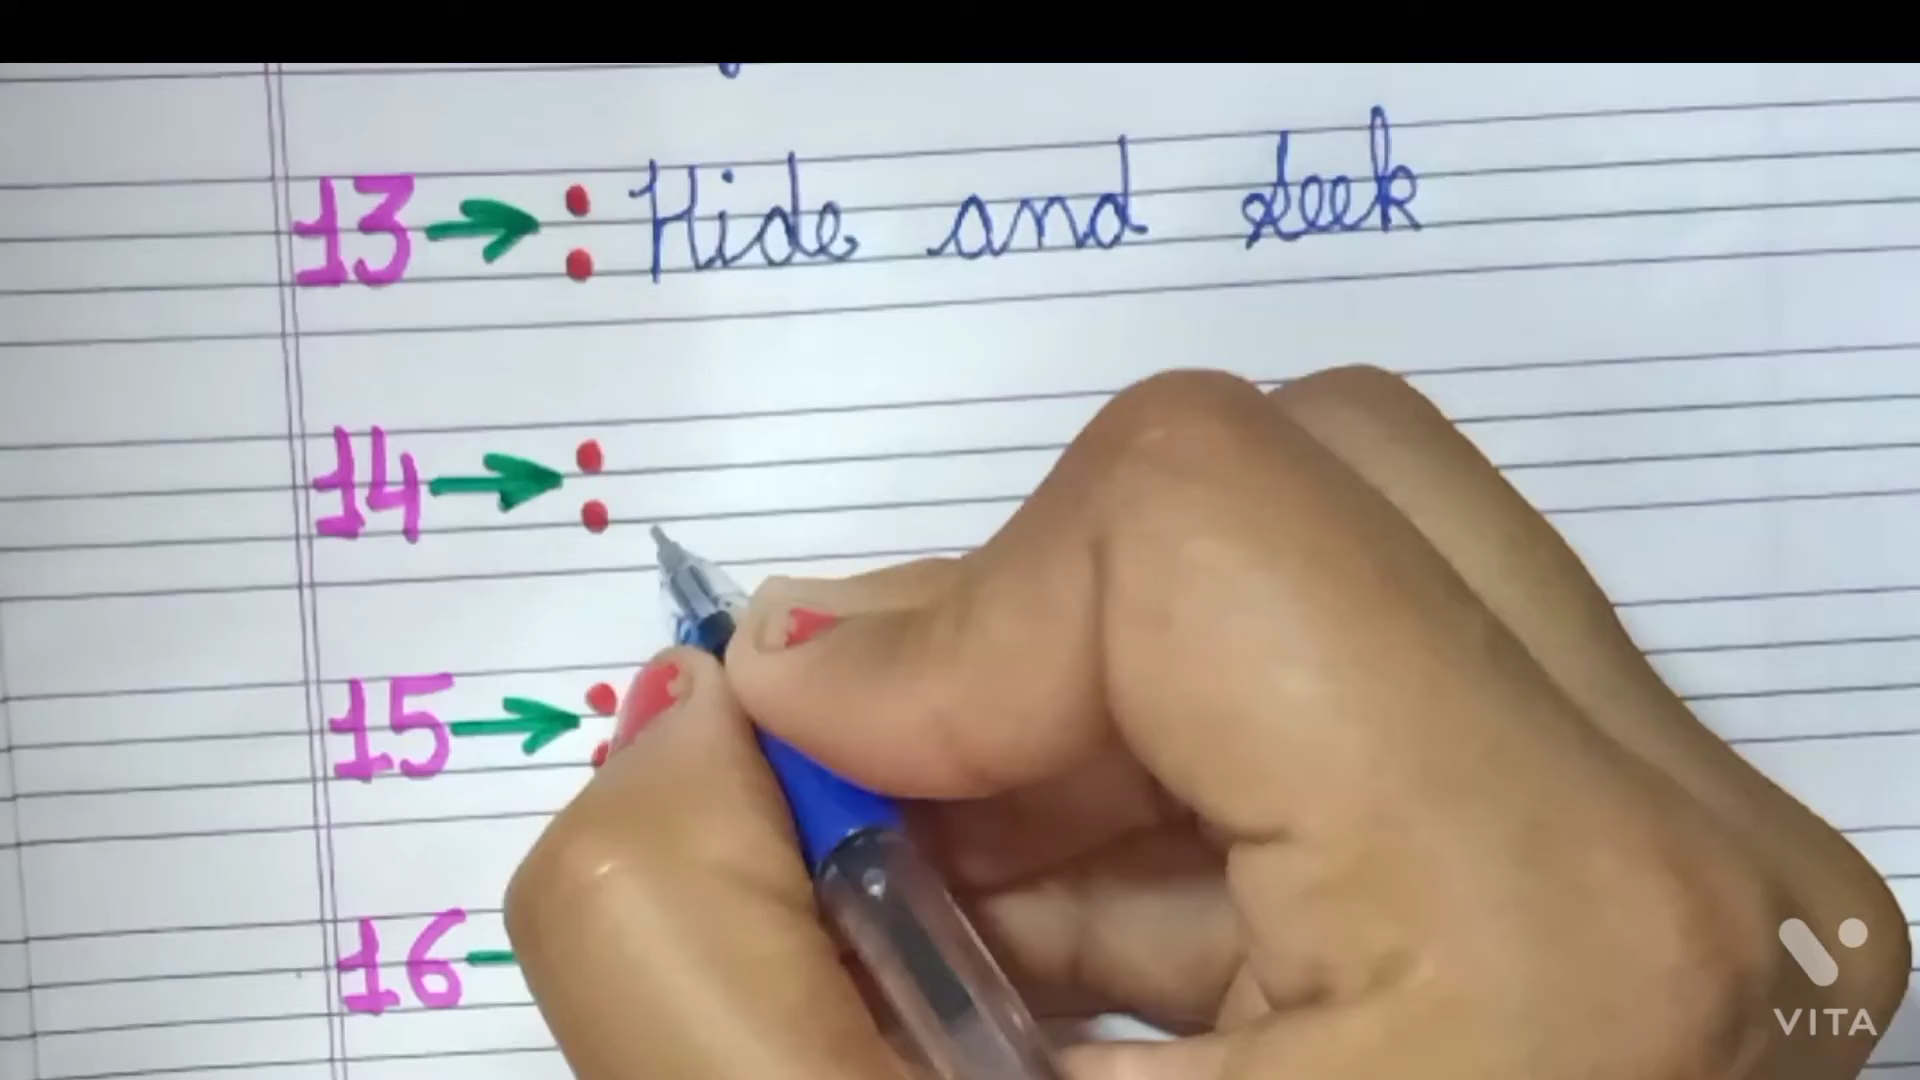 13 → : Hide and seek
14 → :
15 → :
16
VITA